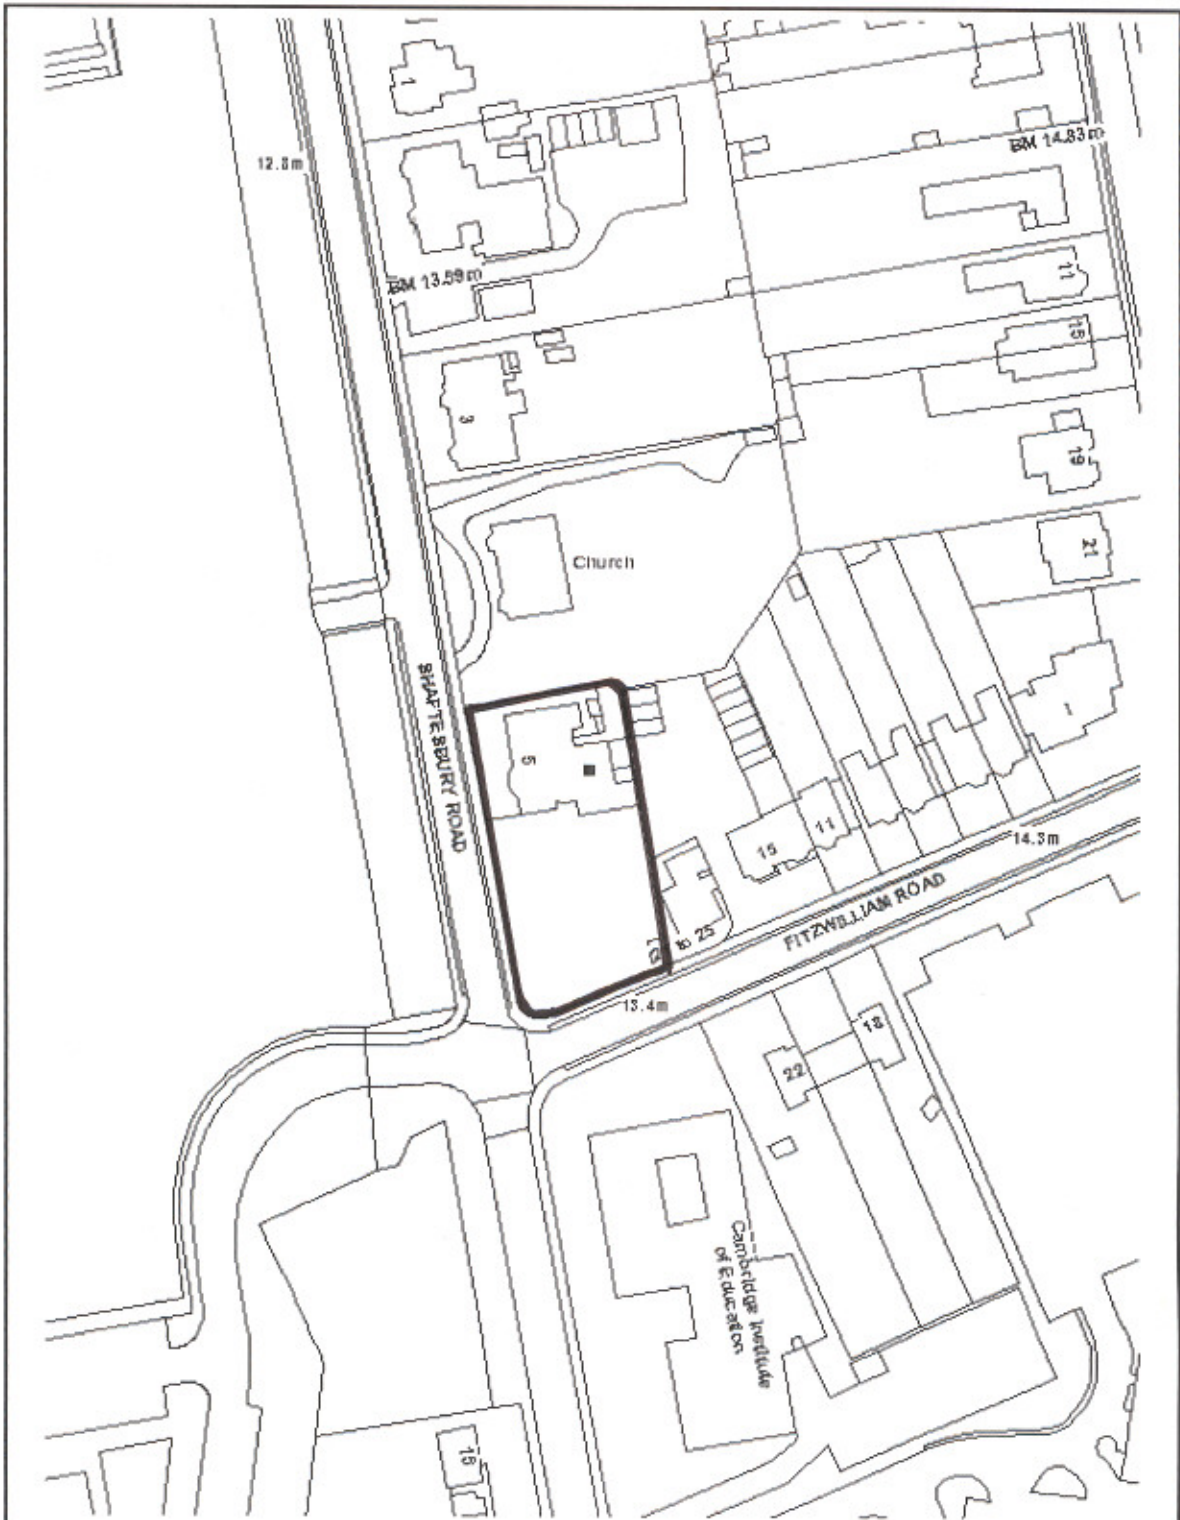 1
12.8m
BM 14.83m
BM 13.59m
11
15
3
19
21
Church
SHAFTESBURY ROAD
1
5
11
15
14.3m
FITZWILLIAM ROAD
to 25
13.4m
18
22
Cambridge Institute
of Education
16